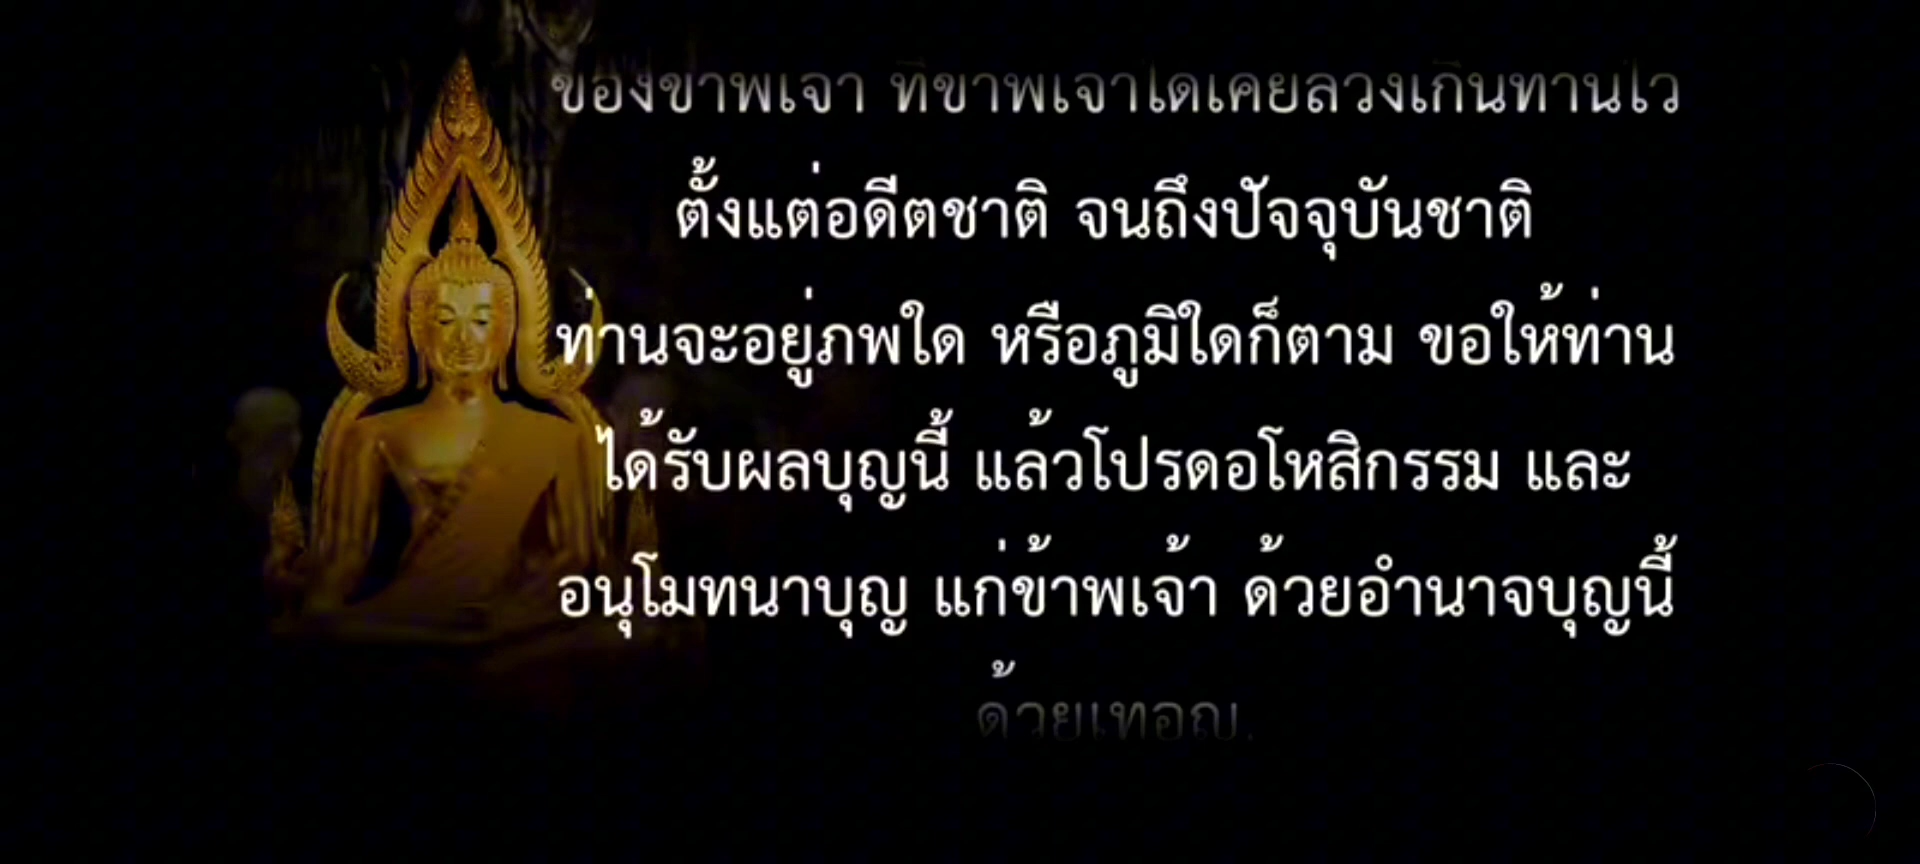 ของข้าพเจ้า ที่ข้าพเจ้าได้เคยล่วงเกินท่านไว้
ตั้งแต่อดีตชาติ จนถึงปัจจุบันชาติ
ท่านจะอยู่ภพใด หรือภูมิใดก็ตาม ขอให้ท่าน
ได้รับผลบุญนี้ แล้วโปรดอโหสิกรรม และ
อนุโมทนาบุญ แก่ข้าพเจ้า ด้วยอำนาจบุญนี้
ด้วยเทอญ.